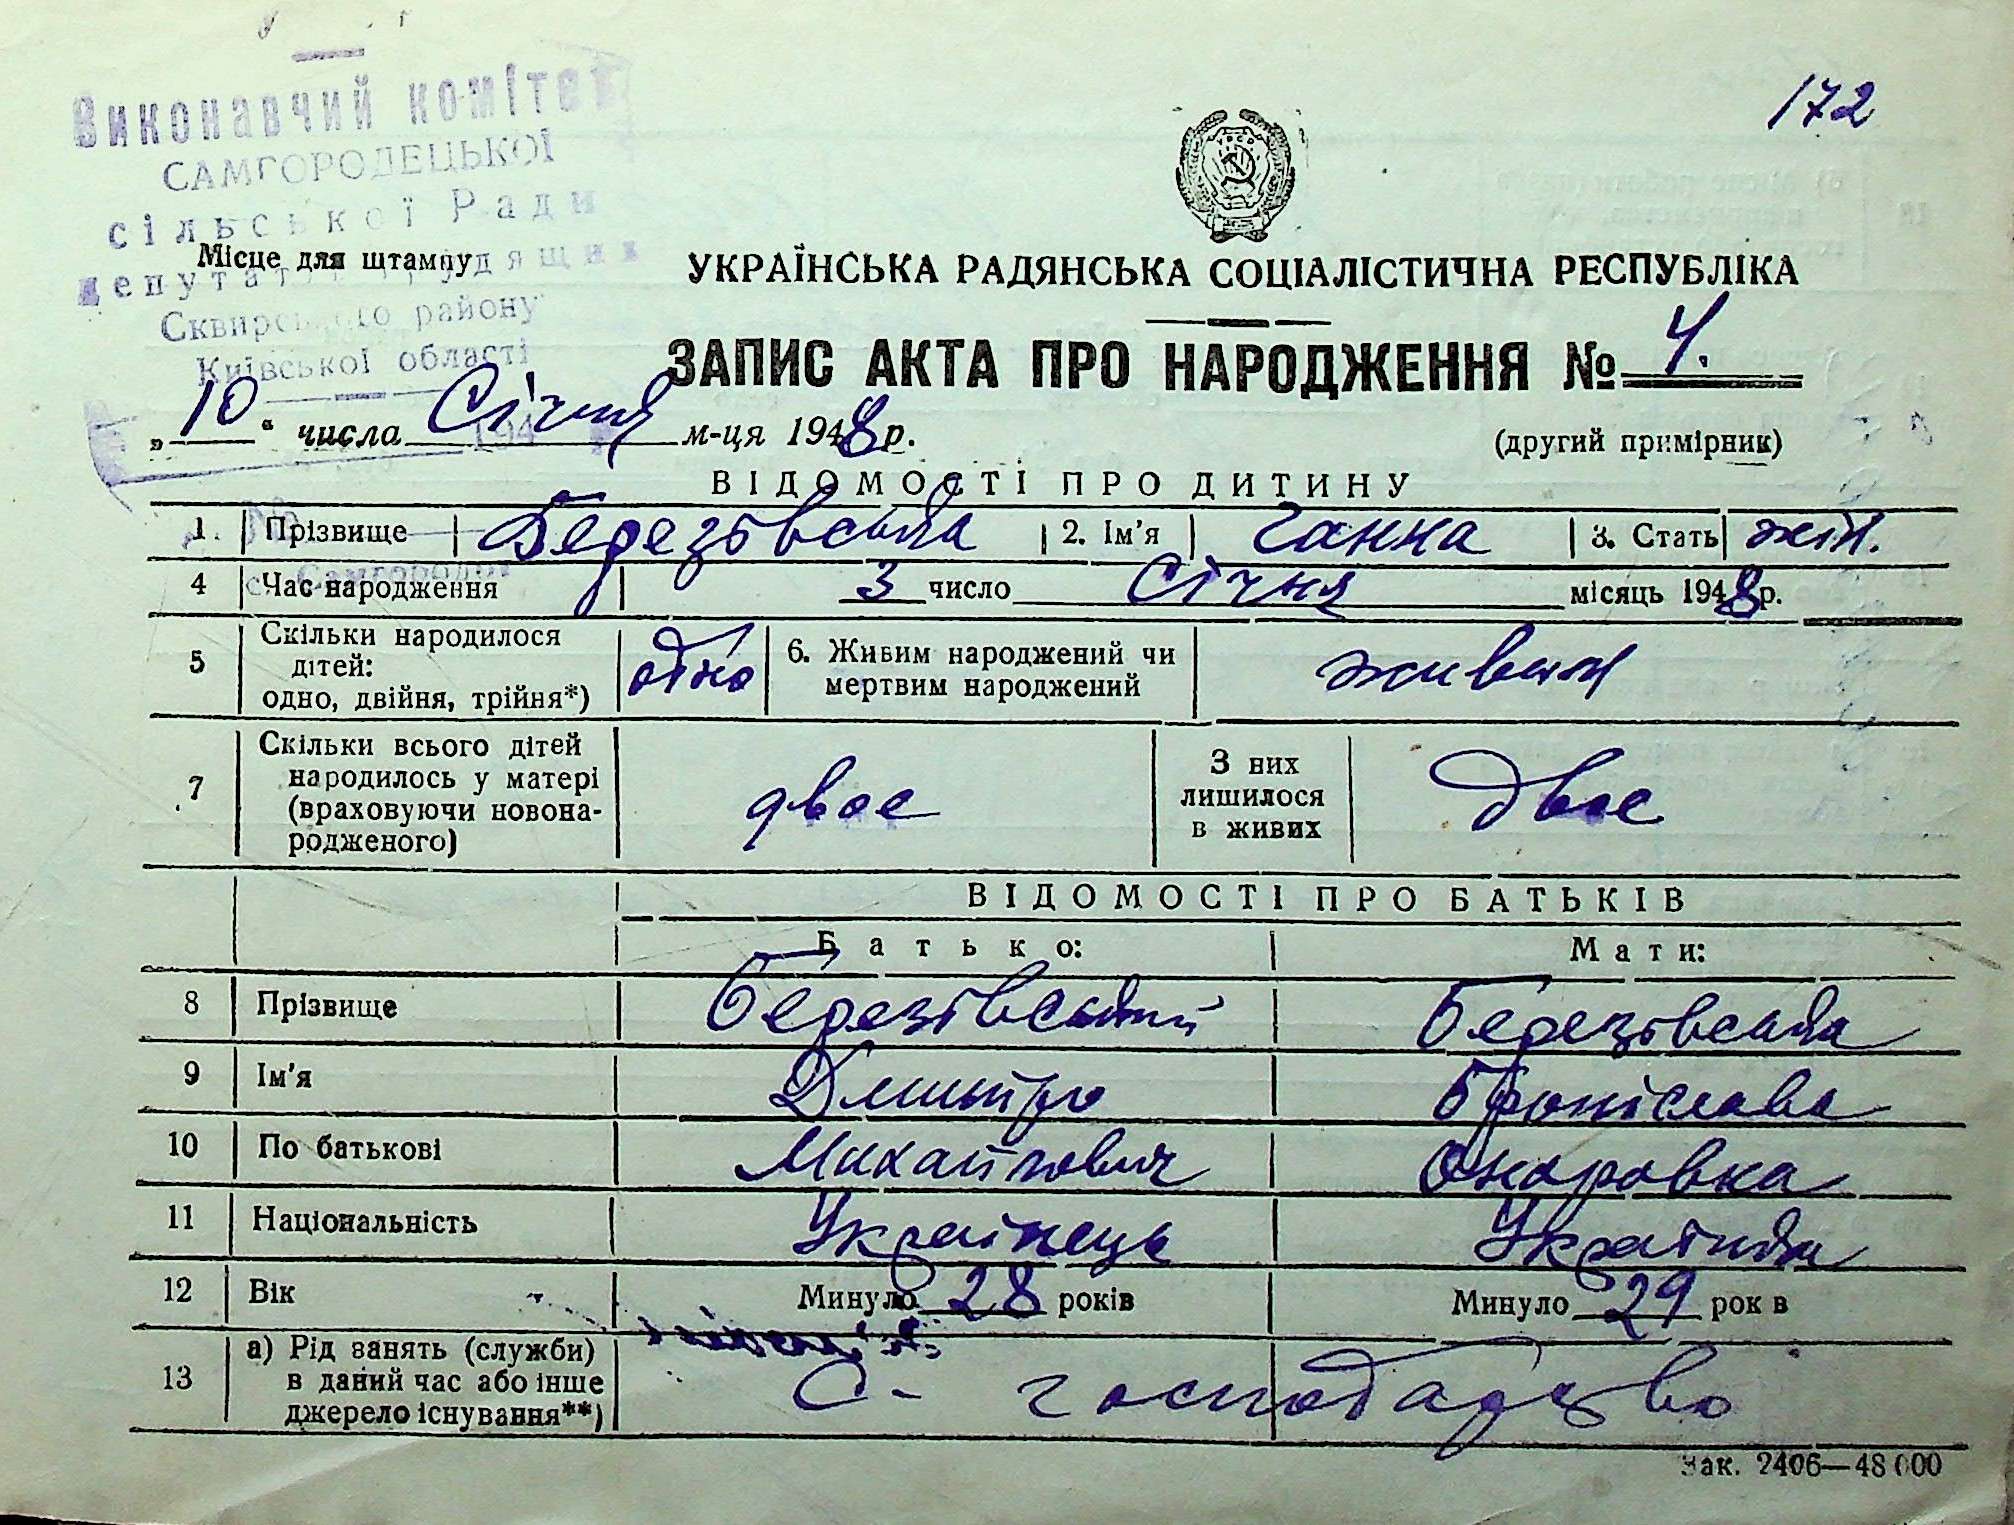 172
Виконавчий комітет
САМГОРОДЕЦЬКОЇ
сільської Ради
депутатів трудящих
Сквирського району
Київської області
Місце для штампу
УКРАЇНСЬКА РАДЯНСЬКА СОЦІАЛІСТИЧНА РЕСПУБЛІКА
ЗАПИС АКТА ПРО НАРОДЖЕННЯ № 4.
„10“ числа Січня м-ця 1948 р.
(другий примірник)
ВІДОМОСТІ ПРО ДИТИНУ
1. Прізвище Березовська 2. Ім'я Ганна 3. Стать жін.
4 Час народження 3 число Січня місяць 1948 р.
5 Скільки народилося дітей: одно, двійня, трійня*) одно 6. Живим народжений чи мертвим народжений живим
7 Скільки всього дітей народилось у матері (враховуючи новонародженого) двоє З них лишилося в живих двоє
ВІДОМОСТІ ПРО БАТЬКІВ
Батько: Мати:
8 Прізвище Березовський Березовська
9 Ім'я Дмитро Броніслава
10 По батькові Михайлович
11 Національність Українець Українка
12 Вік Минуло 28 років Минуло 29 рок в
13 а) Рід занять (служби) в даний час або інше джерело існування**) С-господарство
Зак. 2406—48 000